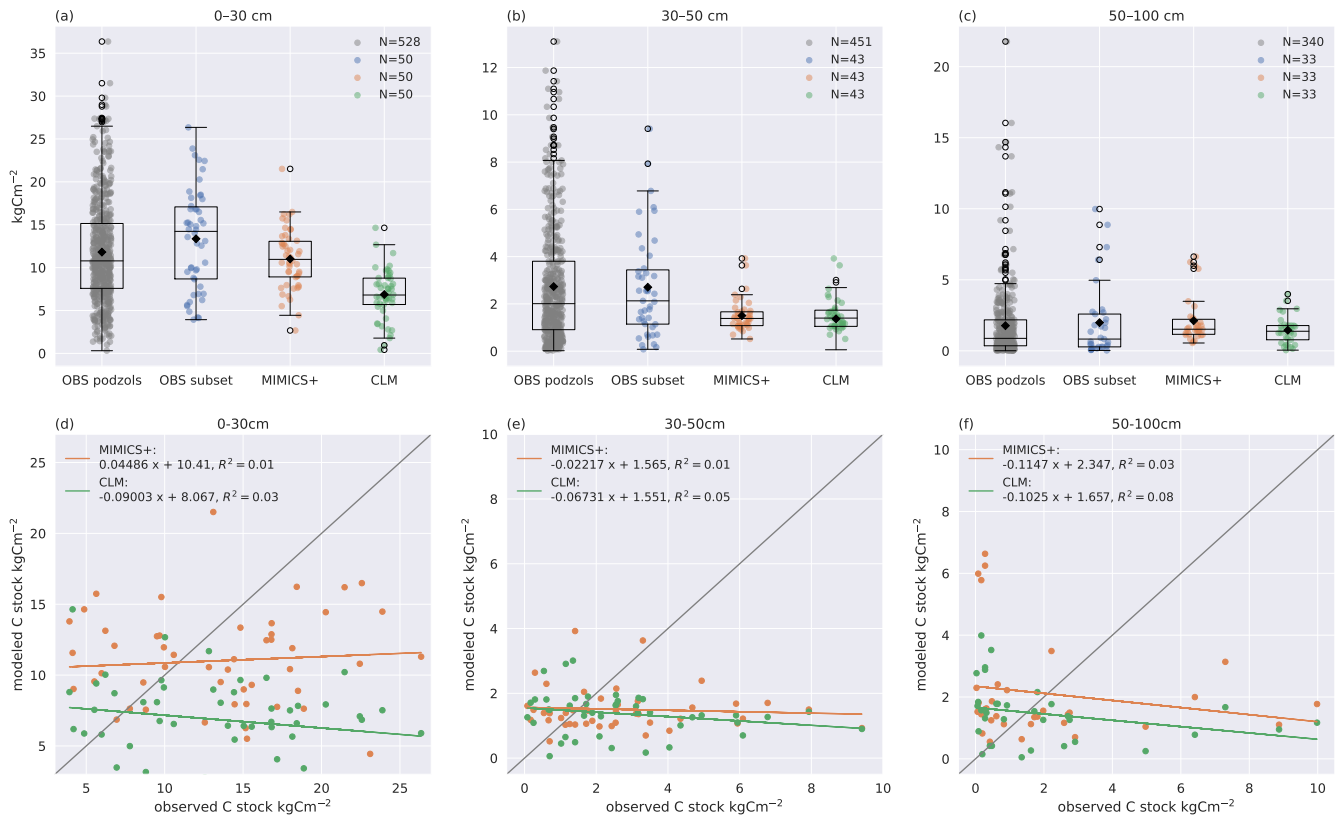 (a) 0–30 cm
(b) 30–50 cm
(c) 50–100 cm
kgCm−2
35
30
25
20
15
10
5
0
N=528
N=50
N=50
N=50
OBS podzols OBS subset MIMICS+ CLM
12
10
8
6
4
2
0
N=451
N=43
N=43
N=43
OBS podzols OBS subset MIMICS+ CLM
20
15
10
5
0
N=340
N=33
N=33
N=33
OBS podzols OBS subset MIMICS+ CLM
(d) 0-30cm
modeled C stock kgCm−2
25
20
15
10
5
MIMICS+:
0.04486 x + 10.41, R2 = 0.01
CLM:
-0.09003 x + 8.067, R2 = 0.03
5 10 15 20 25
observed C stock kgCm−2
(e) 30-50cm
modeled C stock kgCm−2
10
8
6
4
2
0
MIMICS+:
-0.02217 x + 1.565, R2 = 0.01
CLM:
-0.06731 x + 1.551, R2 = 0.05
0 2 4 6 8 10
observed C stock kgCm−2
(f) 50-100cm
modeled C stock kgCm−2
10
8
6
4
2
0
MIMICS+:
-0.1147 x + 2.347, R2 = 0.03
CLM:
-0.1025 x + 1.657, R2 = 0.08
0 2 4 6 8 10
observed C stock kgCm−2